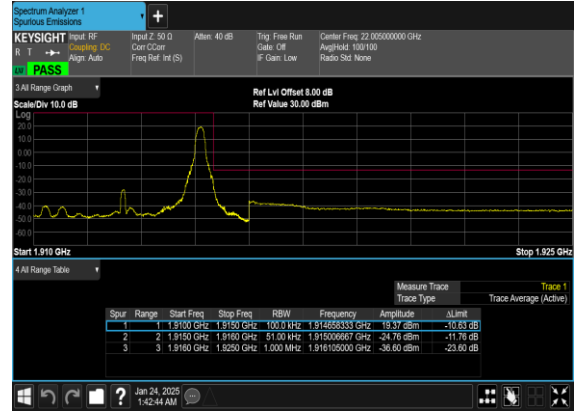 Spectrum Analyzer 1
Spurious Emissions
KEYSIGHT Input: RF Input Z: 50 Ω Atten: 40 dB Trig: Free Run Center Freq: 22.005000000 GHz
R T Coupling: DC Corr CCorr Gate: Off Avg|Hold: 100/100
Align: Auto Freq Ref: Int (S) IF Gain: Low Radio Std: None
PASS
3 All Range Graph
Ref Lvl Offset 8.00 dB
Scale/Div 10.0 dB Ref Value 30.00 dBm
Log
20.0
10.0
0.00
-10.0
-20.0
-30.0
-40.0
-50.0
-60.0
Start 1.910 GHz Stop 1.925 GHz
4 All Range Table
Measure Trace Trace 1
Trace Type Trace Average (Active)
Spur Range Start Freq Stop Freq RBW Frequency Amplitude ΔLimit
1 1 1.9100 GHz 1.9150 GHz 100.0 kHz 1.914658333 GHz 19.37 dBm -10.63 dB
2 2 1.9150 GHz 1.9160 GHz 51.00 kHz 1.915006667 GHz -24.76 dBm -11.76 dB
3 3 1.9160 GHz 1.9250 GHz 1.000 MHz 1.916105000 GHz -36.60 dBm -23.60 dB
Jan 24, 2025
1:42:44 AM